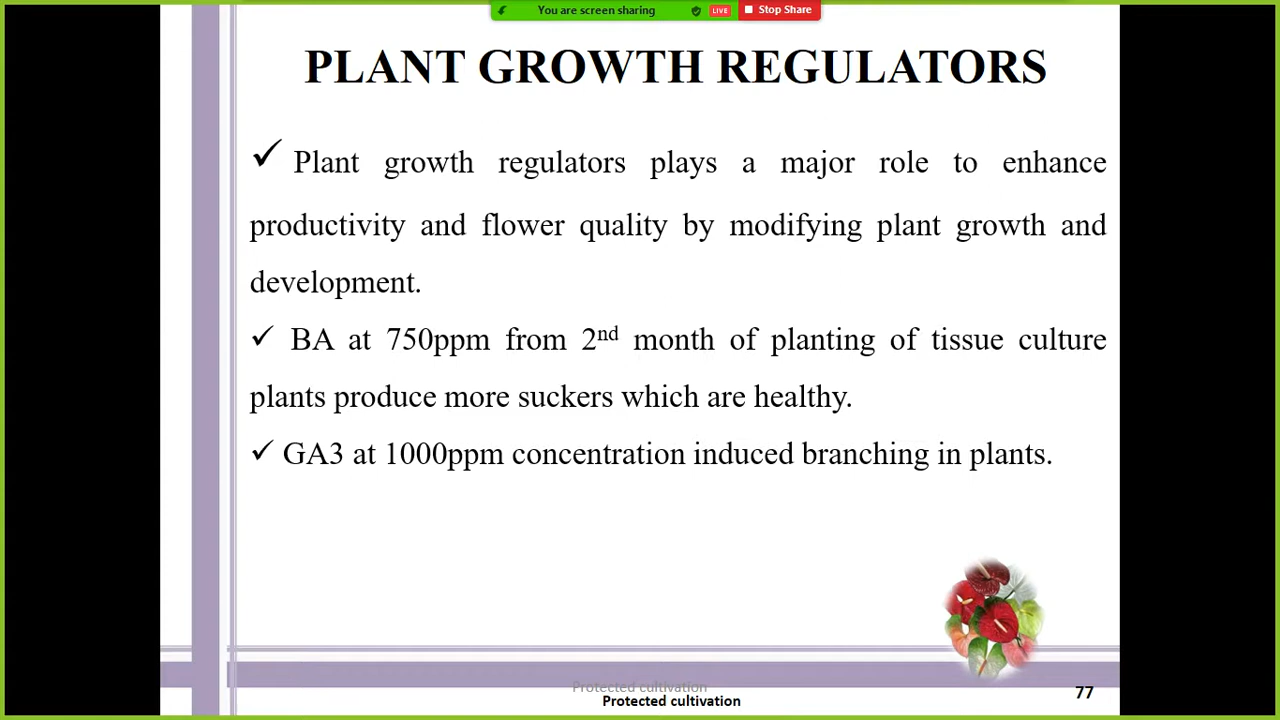 You are screen sharing LIVE Stop Share
PLANT GROWTH REGULATORS
✓ Plant growth regulators plays a major role to enhance
productivity and flower quality by modifying plant growth and
development.
✓ BA at 750ppm from 2nd month of planting of tissue culture
plants produce more suckers which are healthy.
✓ GA3 at 1000ppm concentration induced branching in plants.
Protected cultivation
Protected cultivation
77